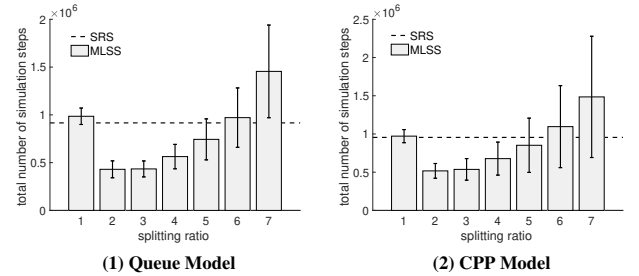 ×10⁶
total number of simulation steps
2
1.5
1
0.5
0
SRS
MLSS
1 2 3 4 5 6 7
splitting ratio
(1) Queue Model
×10⁶
total number of simulation steps
2
1.5
1
0.5
0
SRS
MLSS
1 2 3 4 5 6 7
splitting ratio
(2) CPP Model